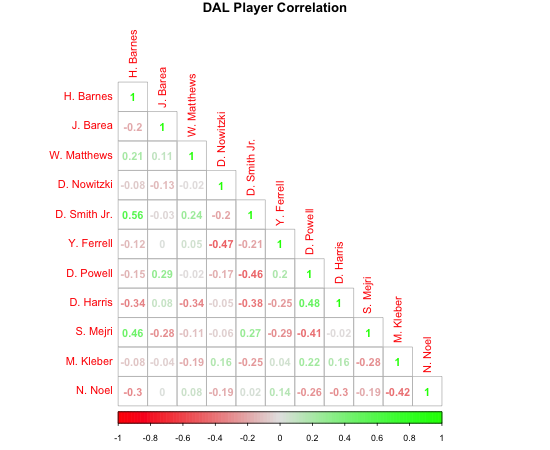 DAL Player Correlation
H. Barnes
J. Barea
W. Matthews
D. Nowitzki
D. Smith Jr.
Y. Ferrell
D. Powell
D. Harris
S. Mejri
M. Kleber
N. Noel
H. Barnes 1
J. Barea -0.2 1
W. Matthews 0.21 0.11 1
D. Nowitzki -0.08 -0.13 -0.02 1
D. Smith Jr. 0.56 -0.03 0.24 -0.2 1
Y. Ferrell -0.12 0 0.05 -0.47 -0.21 1
D. Powell -0.15 0.29 -0.02 -0.17 -0.46 0.2 1
D. Harris -0.34 0.08 -0.34 -0.05 -0.38 -0.25 0.48 1
S. Mejri 0.46 -0.28 -0.11 -0.06 0.27 -0.29 -0.41 -0.02 1
M. Kleber -0.08 -0.04 -0.19 0.16 -0.25 0.04 0.22 0.16 -0.28 1
N. Noel -0.3 0 0.08 -0.19 0.02 0.14 -0.26 -0.3 -0.19 -0.42 1
-1 -0.8 -0.6 -0.4 -0.2 0 0.2 0.4 0.6 0.8 1